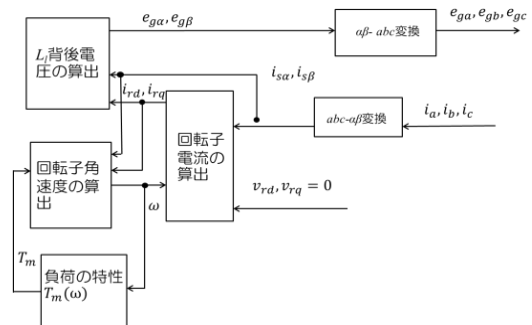 e_{gα}, e_{gβ}
e_{ga}, e_{gb}, e_{gc}
L_l背後電
圧の算出
αβ- abc変換
i_{sα}, i_{sβ}
i_{rd}, i_{rq}
abc-αβ変換
i_a, i_b, i_c
回転子
電流の
算出
回転子角
速度の算
出
v_{rd}, v_{rq} = 0
ω
T_m
負荷の特性
T_m(ω)